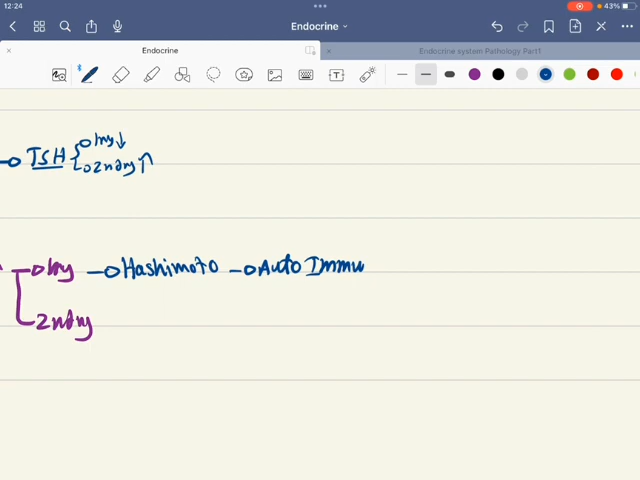 12:24
43%
Endocrine
Endocrine
Endocrine system Pathology Part1
TSH
1ry ↓
2ndry ↑
1ry
Hashimoto
Auto Immu
2ndry